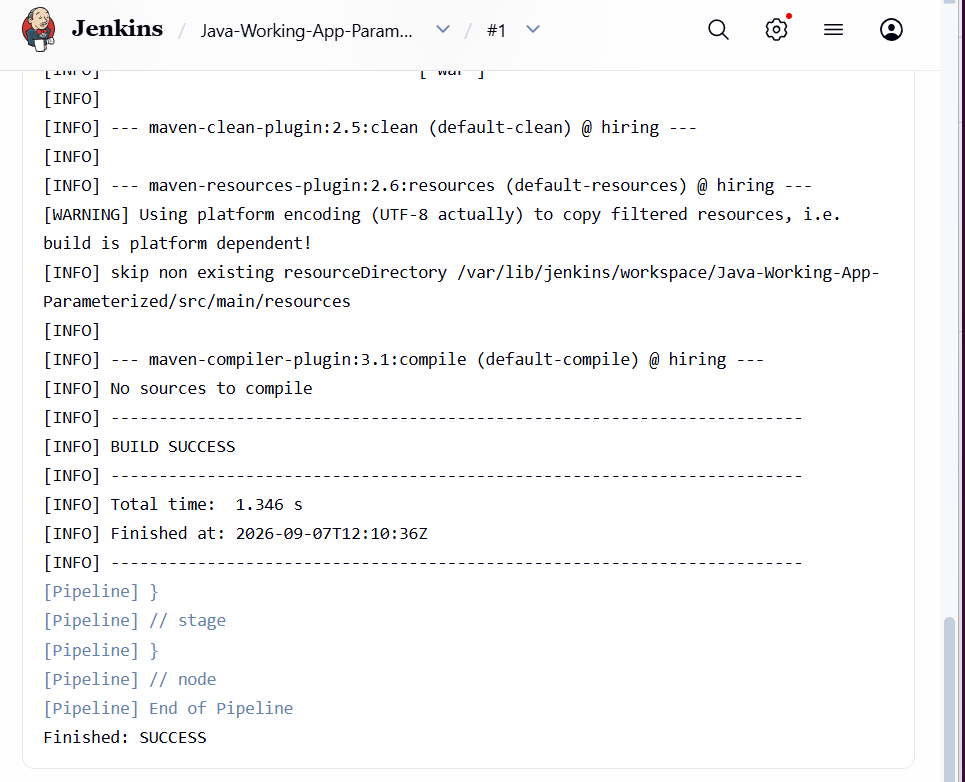 Jenkins / Java-Working-App-Param... / #1
[INFO] [ war ]
[INFO]
[INFO] --- maven-clean-plugin:2.5:clean (default-clean) @ hiring ---
[INFO]
[INFO] --- maven-resources-plugin:2.6:resources (default-resources) @ hiring ---
[WARNING] Using platform encoding (UTF-8 actually) to copy filtered resources, i.e.
build is platform dependent!
[INFO] skip non existing resourceDirectory /var/lib/jenkins/workspace/Java-Working-App-
Parameterized/src/main/resources
[INFO]
[INFO] --- maven-compiler-plugin:3.1:compile (default-compile) @ hiring ---
[INFO] No sources to compile
[INFO] ------------------------------------------------------------------------
[INFO] BUILD SUCCESS
[INFO] ------------------------------------------------------------------------
[INFO] Total time:  1.346 s
[INFO] Finished at: 2026-09-07T12:10:36Z
[INFO] ------------------------------------------------------------------------
[Pipeline] }
[Pipeline] // stage
[Pipeline] }
[Pipeline] // node
[Pipeline] End of Pipeline
Finished: SUCCESS